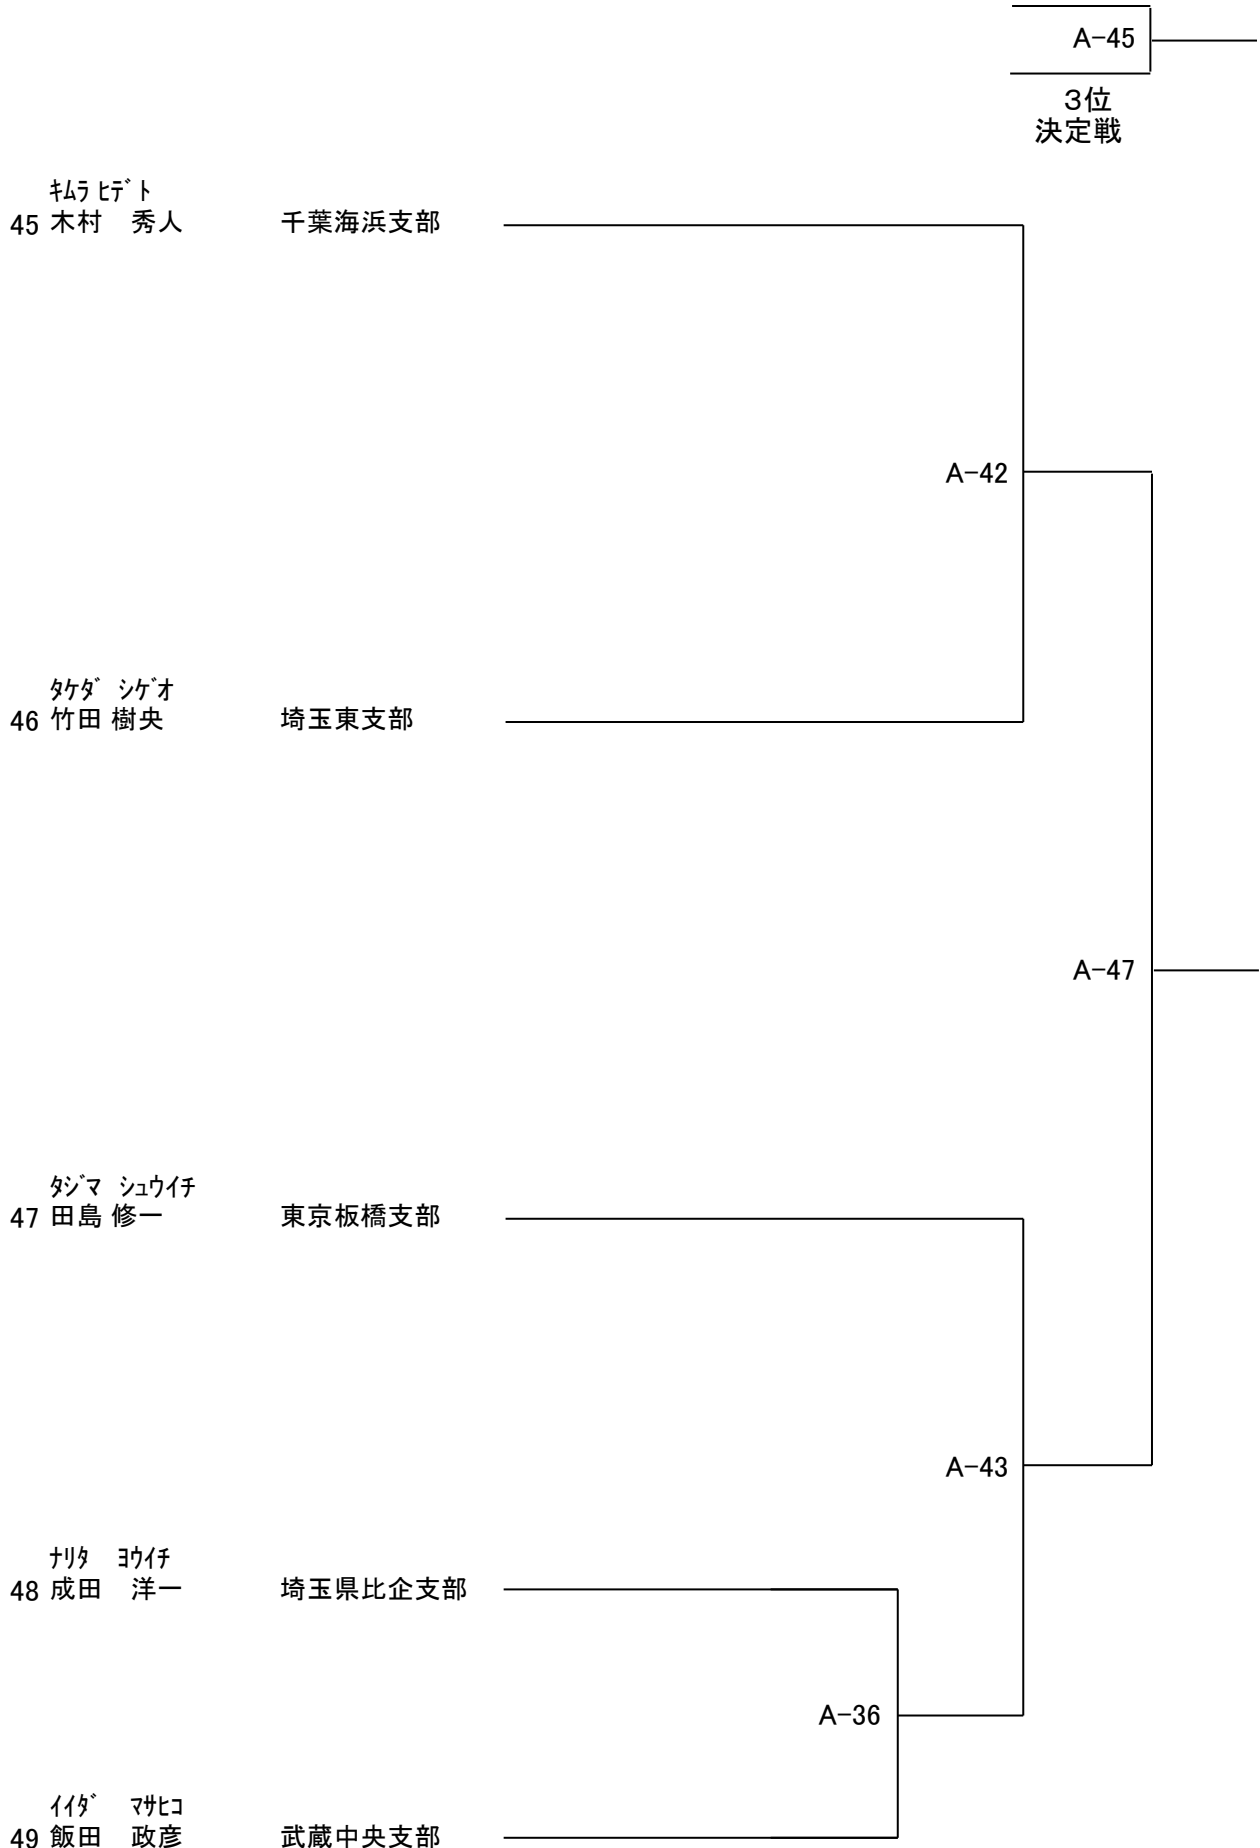 A-45
3位
決定戦
ｷﾑﾗ ﾋﾃﾞﾄ
45 木村　秀人 千葉海浜支部
A-42
ﾀｹﾀﾞ ｼｹﾞｵ
46 竹田 樹央 埼玉東支部
A-47
ﾀｼﾞﾏ ｼｭｳｲﾁ
47 田島 修一 東京板橋支部
A-43
ﾅﾘﾀ ﾖｳｲﾁ
48 成田　洋一 埼玉県比企支部
A-36
ｲｲﾀﾞ ﾏｻﾋｺ
49 飯田　政彦 武蔵中央支部